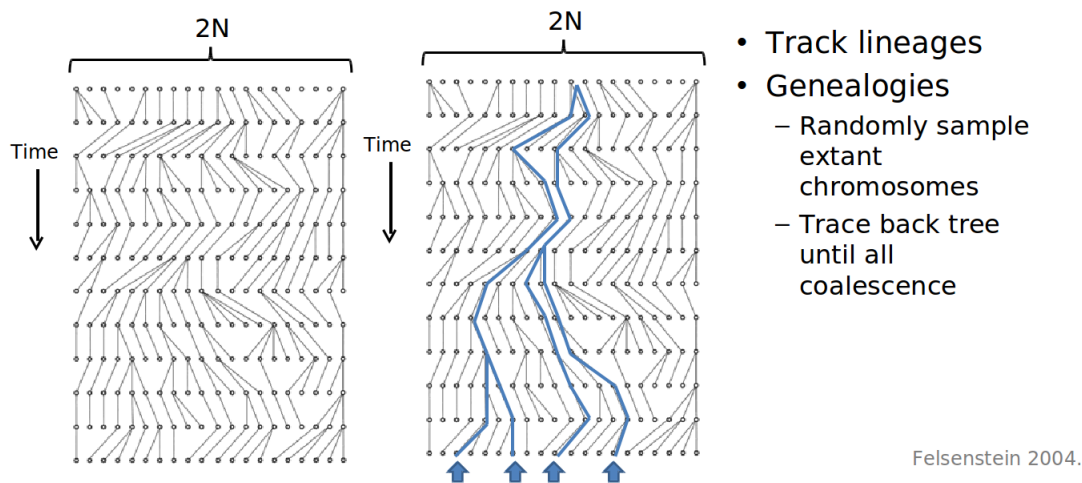 2N
2N
Time
Time
• Track lineages
• Genealogies
– Randomly sample
extant
chromosomes
– Trace back tree
until all
coalescence
Felsenstein 2004.